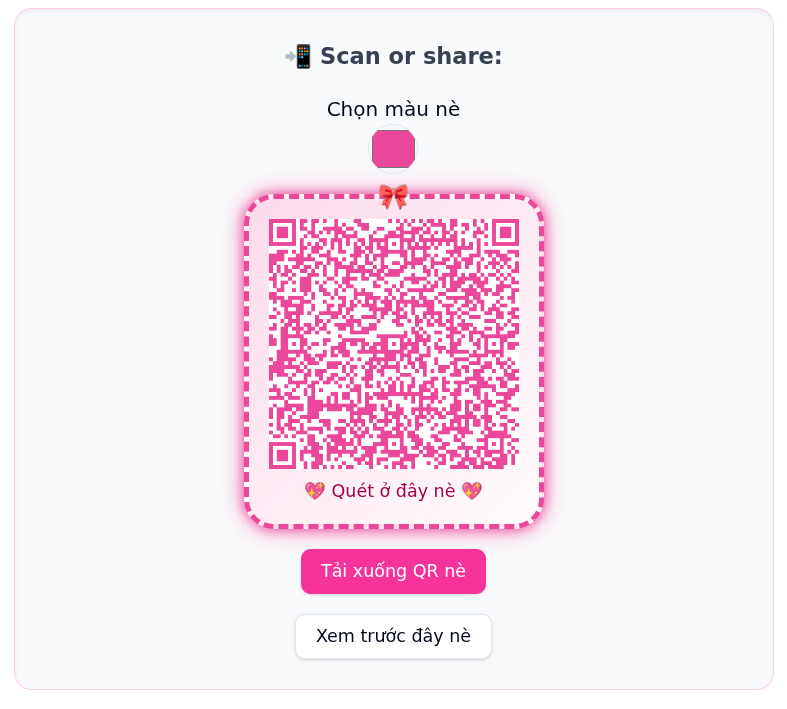 📲 Scan or share:
Chọn màu nè
💖 Quét ở đây nè 💖
Tải xuống QR nè
Xem trước đây nè